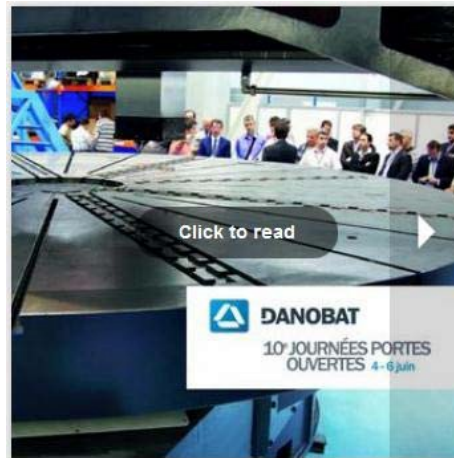 Click to read
DANOBAT
10e JOURNÉES PORTES
OUVERTES 4 - 6 juin